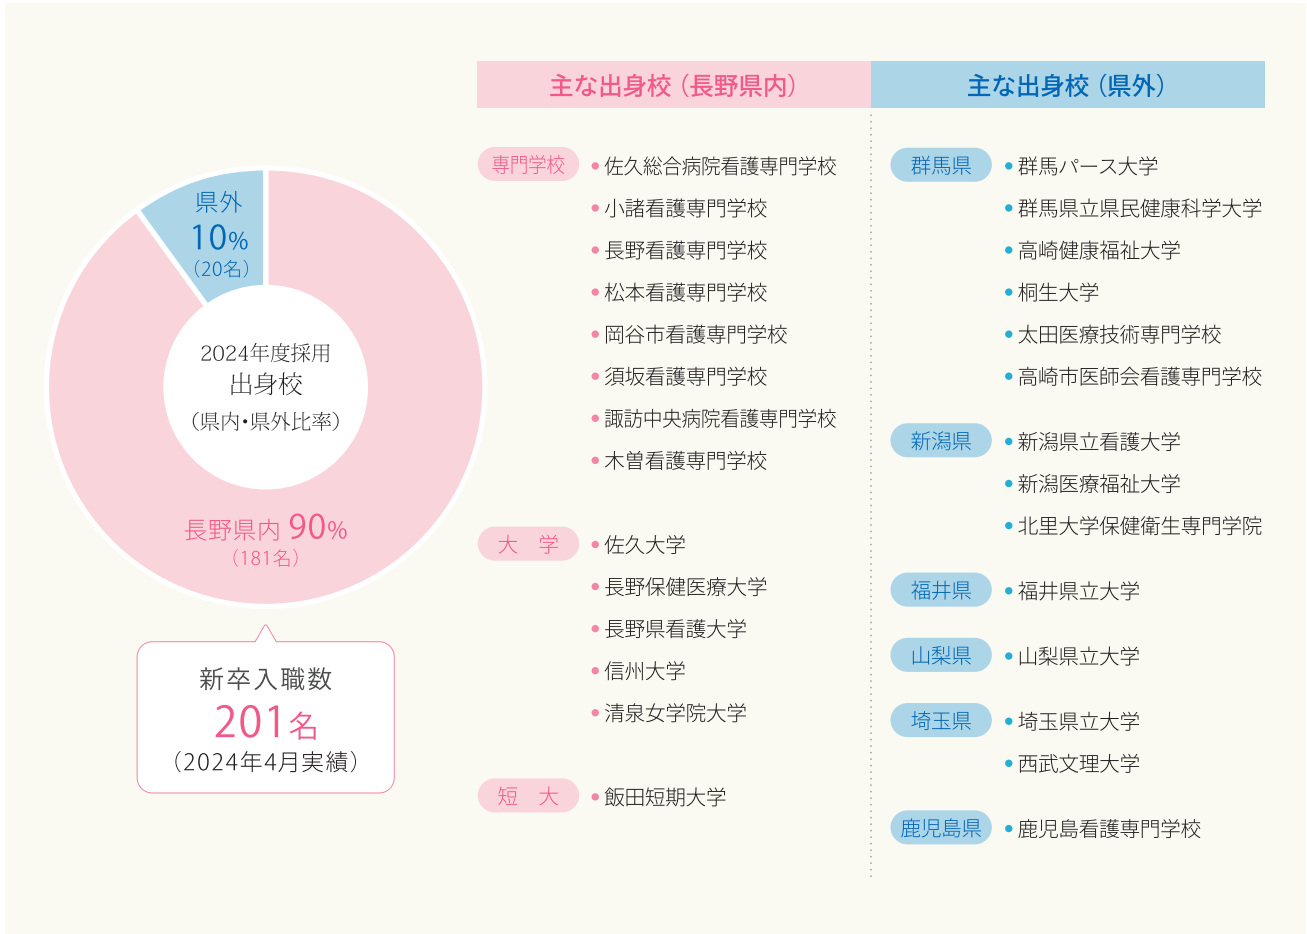 県外
10%
（20名）
2024年度採用
出身校
（県内・県外比率）
長野県内 90%
（181名）
新卒入職数
201名
（2024年4月実績）
主な出身校（長野県内）
専門学校
• 佐久総合病院看護専門学校
• 小諸看護専門学校
• 長野看護専門学校
• 松本看護専門学校
• 岡谷市看護専門学校
• 須坂看護専門学校
• 諏訪中央病院看護専門学校
• 木曽看護専門学校
大　学
• 佐久大学
• 長野保健医療大学
• 長野県看護大学
• 信州大学
• 清泉女学院大学
短　大
• 飯田短期大学
主な出身校（県外）
群馬県
• 群馬パース大学
• 群馬県立県民健康科学大学
• 高崎健康福祉大学
• 桐生大学
• 太田医療技術専門学校
• 高崎市医師会看護専門学校
新潟県
• 新潟県立看護大学
• 新潟医療福祉大学
• 北里大学保健衛生専門学院
福井県
• 福井県立大学
山梨県
• 山梨県立大学
埼玉県
• 埼玉県立大学
• 西武文理大学
鹿児島県
• 鹿児島看護専門学校